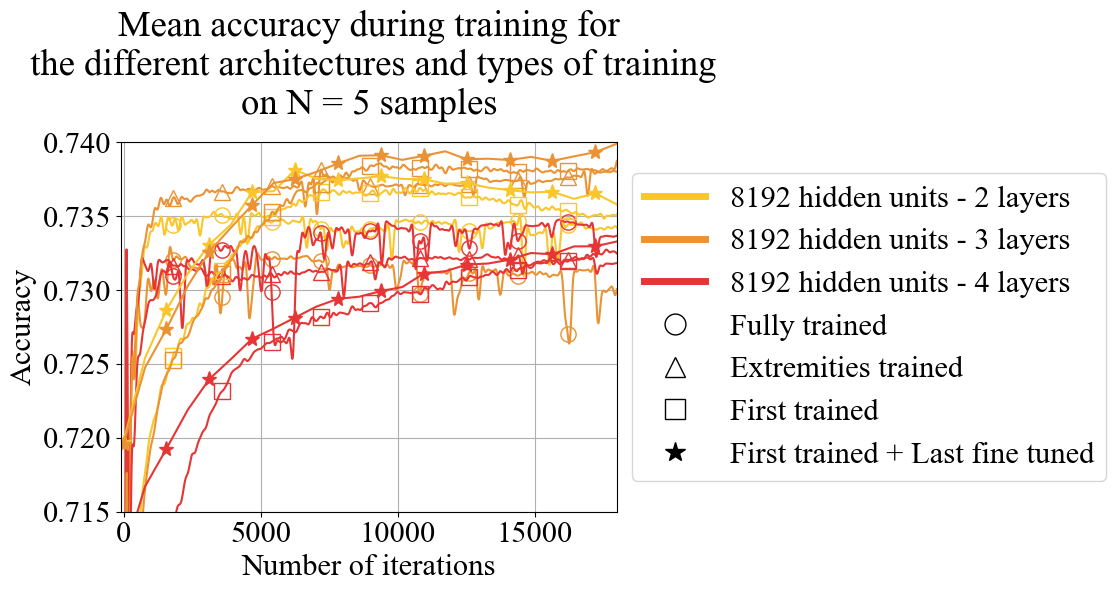 Mean accuracy during training for
the different architectures and types of training
on N = 5 samples
0.740
0.735
0.730
0.725
0.720
0.715
Accuracy
0
5000
10000
15000
Number of iterations
8192 hidden units - 2 layers
8192 hidden units - 3 layers
8192 hidden units - 4 layers
Fully trained
Extremities trained
First trained
First trained + Last fine tuned